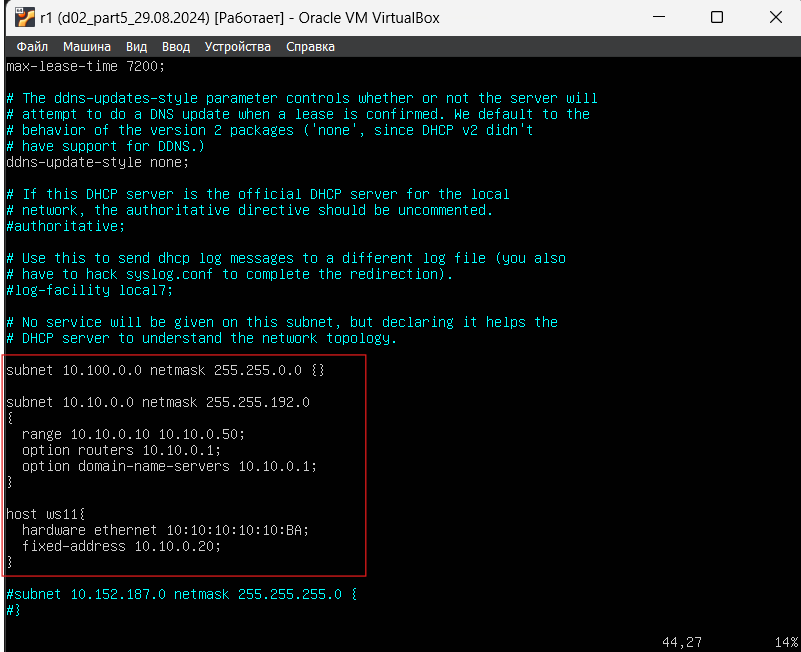 r1 (d02_part5_29.08.2024) [Работает] - Oracle VM VirtualBox
Файл Машина Вид Ввод Устройства Справка
max-lease-time 7200;
# The ddns-updates-style parameter controls whether or not the server will
# attempt to do a DNS update when a lease is confirmed. We default to the
# behavior of the version 2 packages ('none', since DHCP v2 didn't
# have support for DDNS.)
ddns-update-style none;
# If this DHCP server is the official DHCP server for the local
# network, the authoritative directive should be uncommented.
#authoritative;
# Use this to send dhcp log messages to a different log file (you also
# have to hack syslog.conf to complete the redirection).
#log-facility local7;
# No service will be given on this subnet, but declaring it helps the
# DHCP server to understand the network topology.
subnet 10.100.0.0 netmask 255.255.0.0 {}
subnet 10.10.0.0 netmask 255.255.192.0
{
  range 10.10.0.10 10.10.0.50;
  option routers 10.10.0.1;
  option domain-name-servers 10.10.0.1;
}
host ws11{
  hardware ethernet 10:10:10:10:10:BA;
  fixed-address 10.10.0.20;
}
#subnet 10.152.187.0 netmask 255.255.255.0 {
#}
44,27 14%